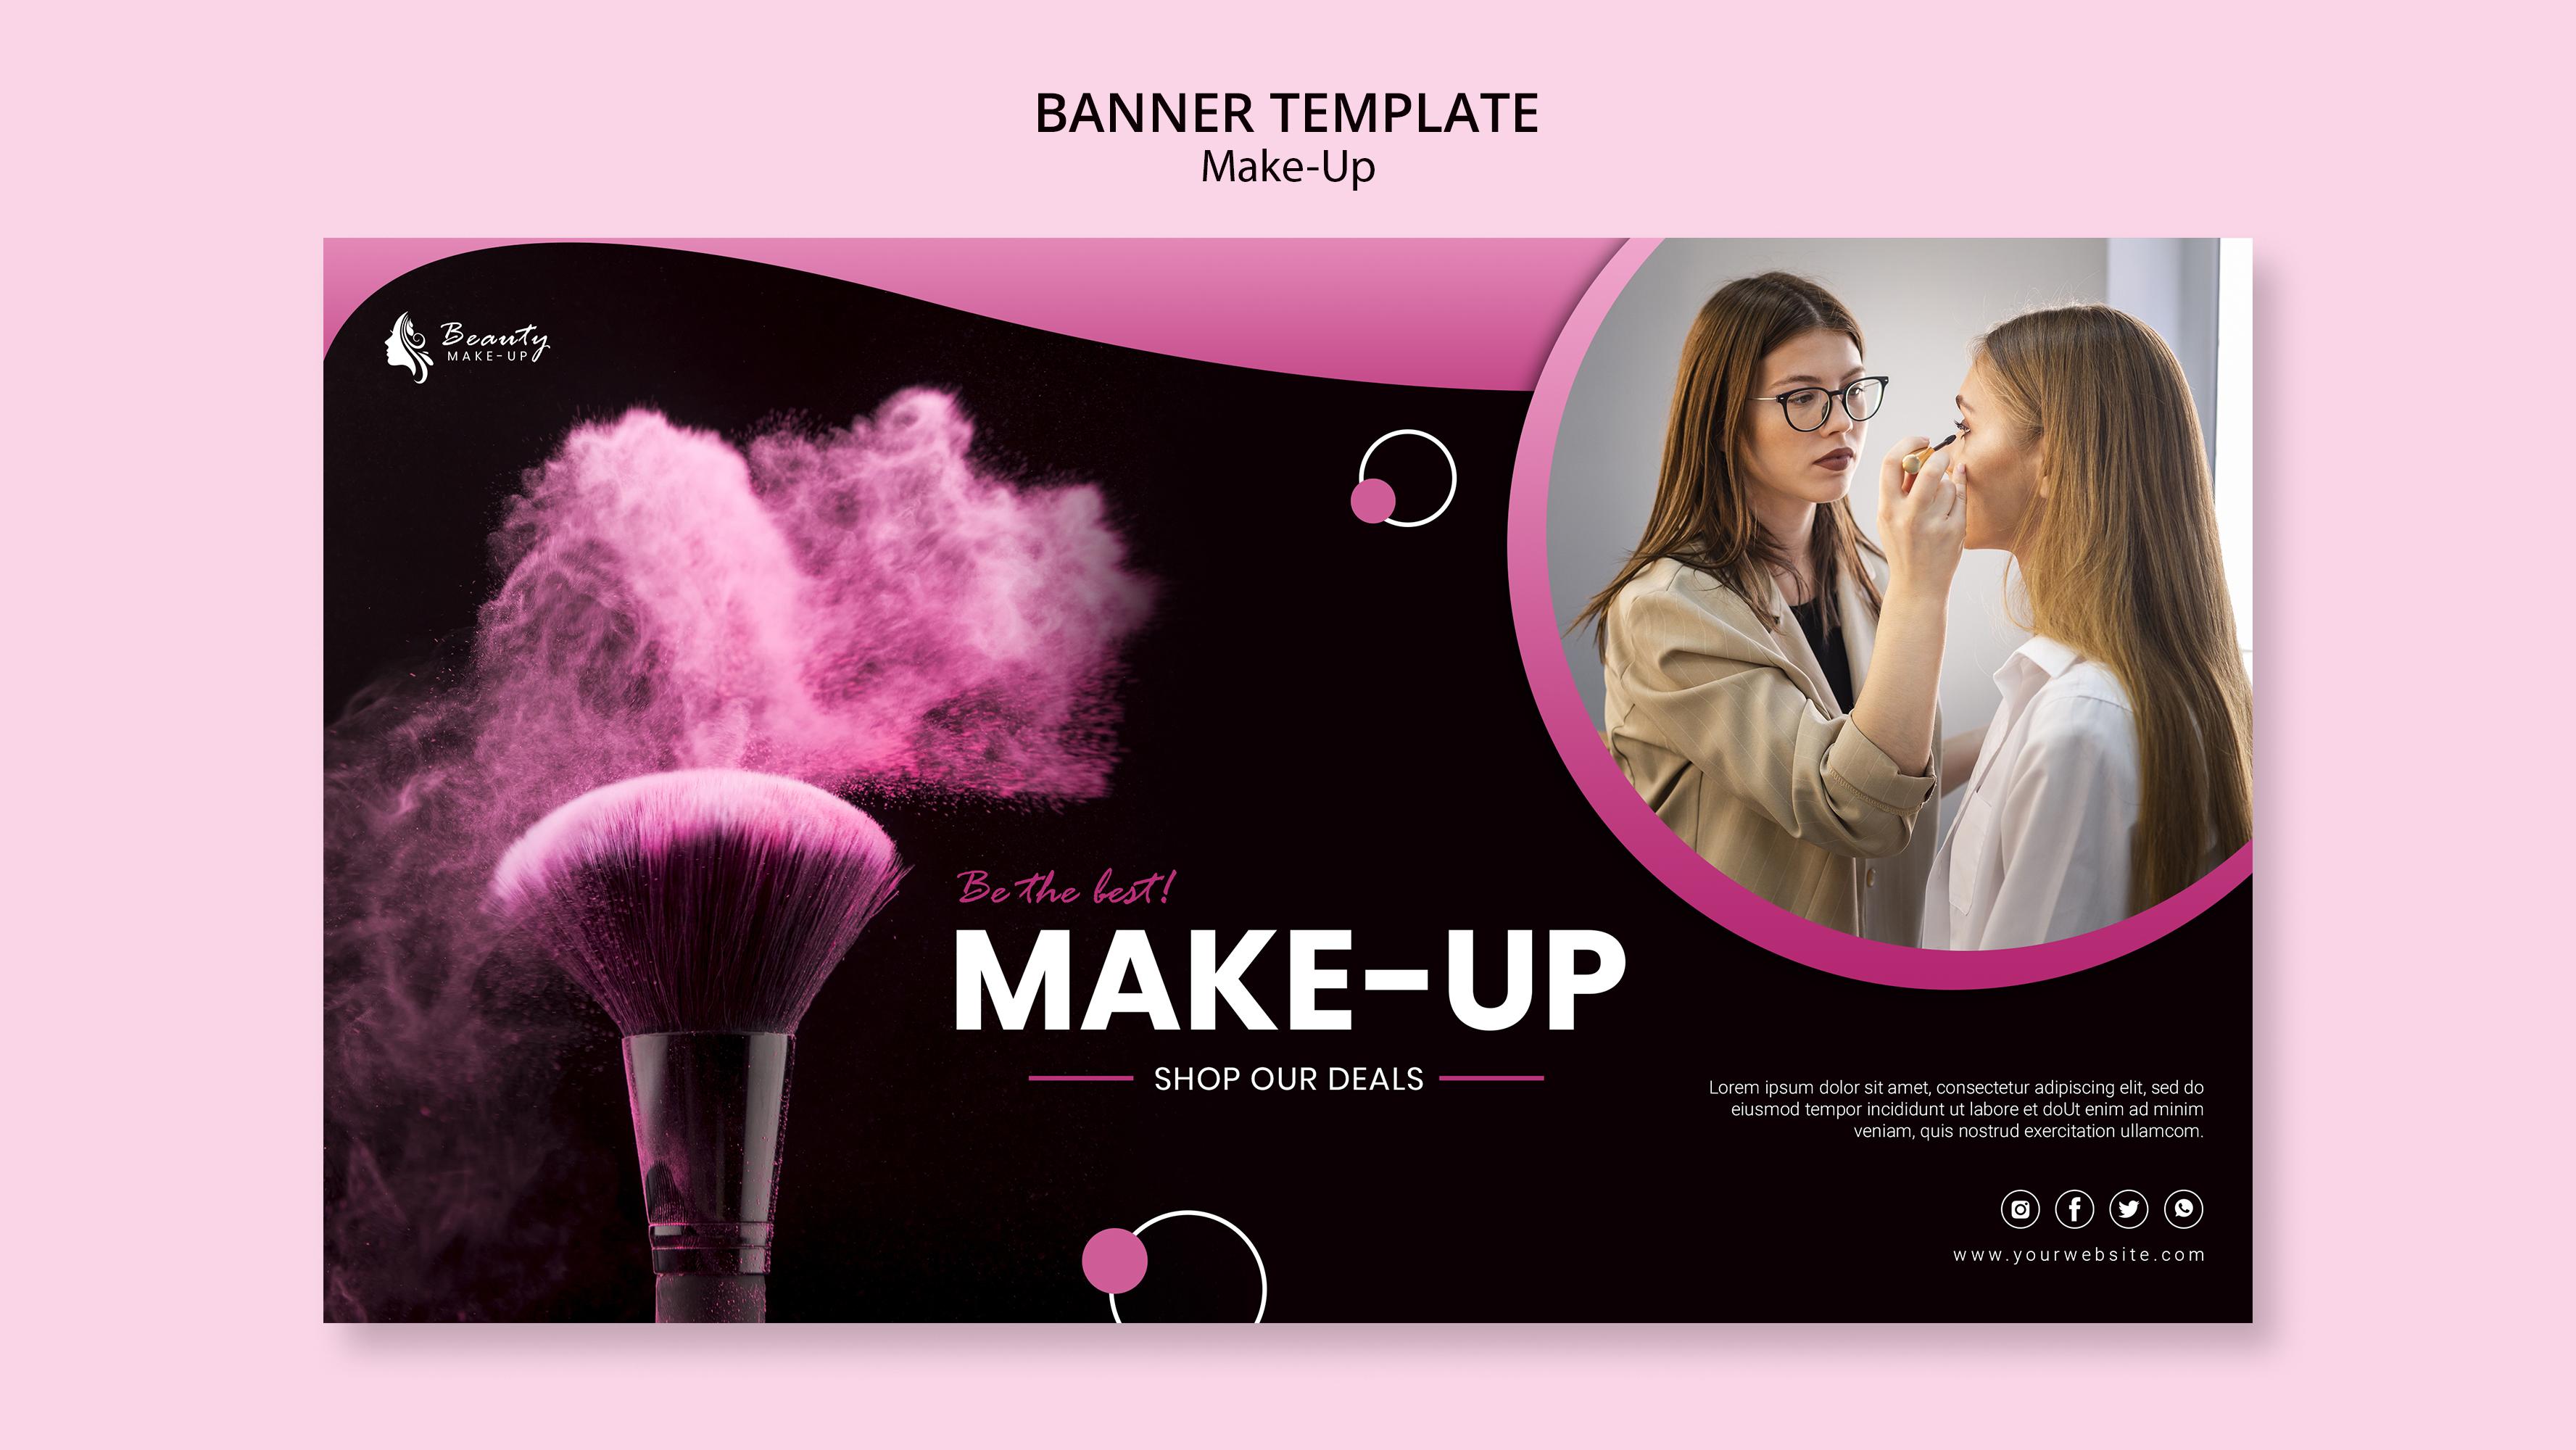 BANNER TEMPLATE
Make-Up
Beauty
MAKE-UP
Be the best!
MAKE-UP
SHOP OUR DEALS
Lorem ipsum dolor sit amet, consectetur adipiscing elit, sed do
eiusmod tempor incididunt ut labore et doUt enim ad minim
veniam, quis nostrud exercitation ullamcom.
www.yourwebsite.com